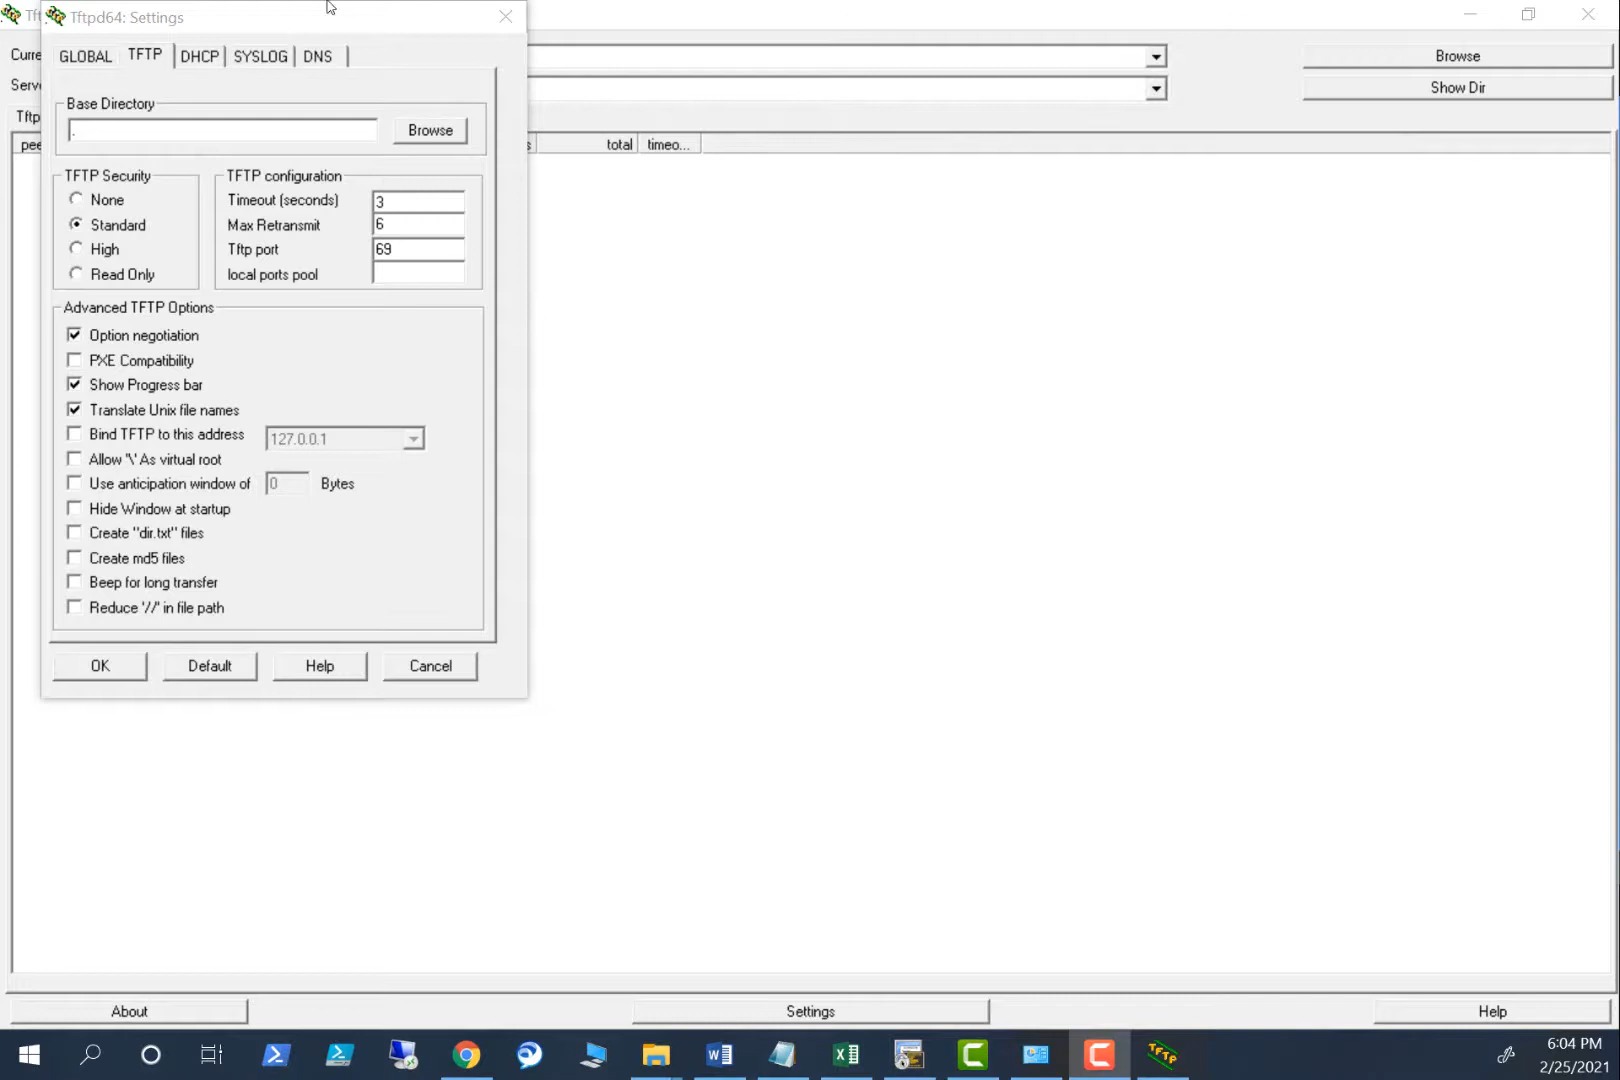 Tft
Tftpd64: Settings
Curre
Browse
Serve
Show Dir
Tftp
GLOBAL TFTP DHCP SYSLOG DNS
pee
s total timeo...
Base Directory
. Browse
TFTP Security
None
Standard
High
Read Only
TFTP configuration
Timeout (seconds) 3
Max Retransmit 6
Tftp port 69
local ports pool
Advanced TFTP Options
Option negotiation
PXE Compatibility
Show Progress bar
Translate Unix file names
Bind TFTP to this address 127.0.0.1
Allow '\' As virtual root
Use anticipation window of 0 Bytes
Hide Window at startup
Create "dir.txt" files
Create md5 files
Beep for long transfer
Reduce '//' in file path
OK Default Help Cancel
About Settings Help
6:04 PM
2/25/2021